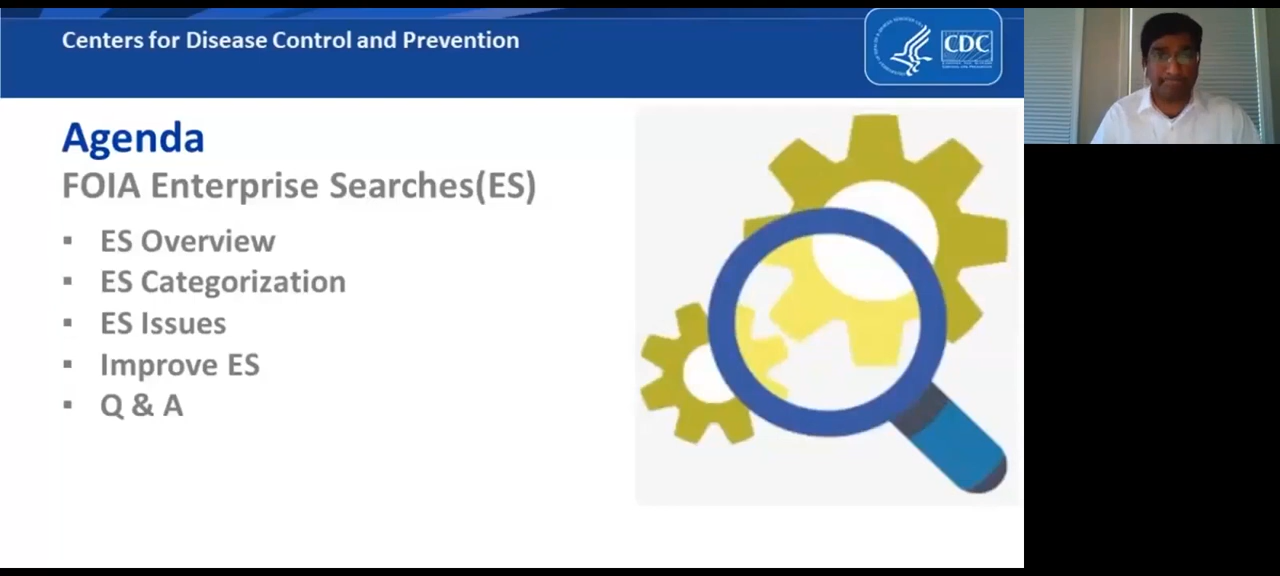 Centers for Disease Control and Prevention
CDC
Agenda
FOIA Enterprise Searches(ES)
▪ ES Overview
▪ ES Categorization
▪ ES Issues
▪ Improve ES
▪ Q & A